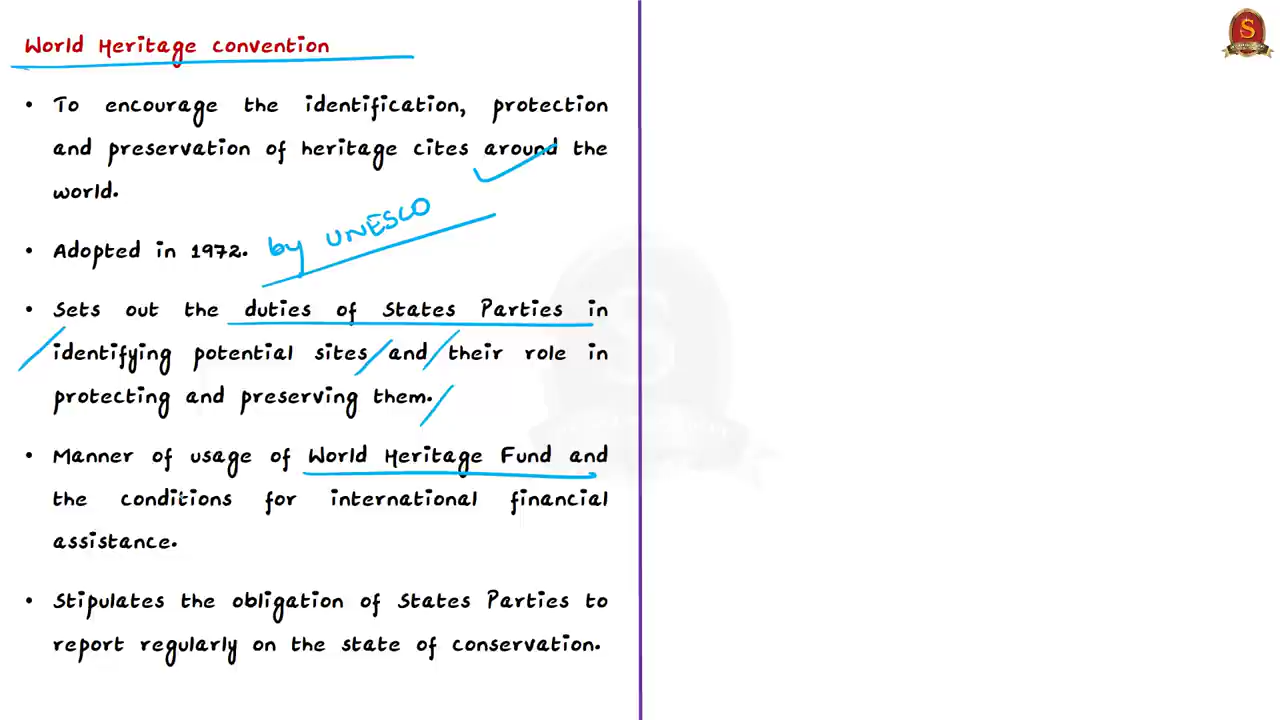 World Heritage convention
• To encourage the identification, protection
and preservation of heritage cites around the
world.
• Adopted in 1972. by UNESCO
• Sets out the duties of States Parties in
identifying potential sites and their role in
protecting and preserving them.
• Manner of usage of World Heritage Fund and
the conditions for international financial
assistance.
• Stipulates the obligation of States Parties to
report regularly on the state of conservation.
S